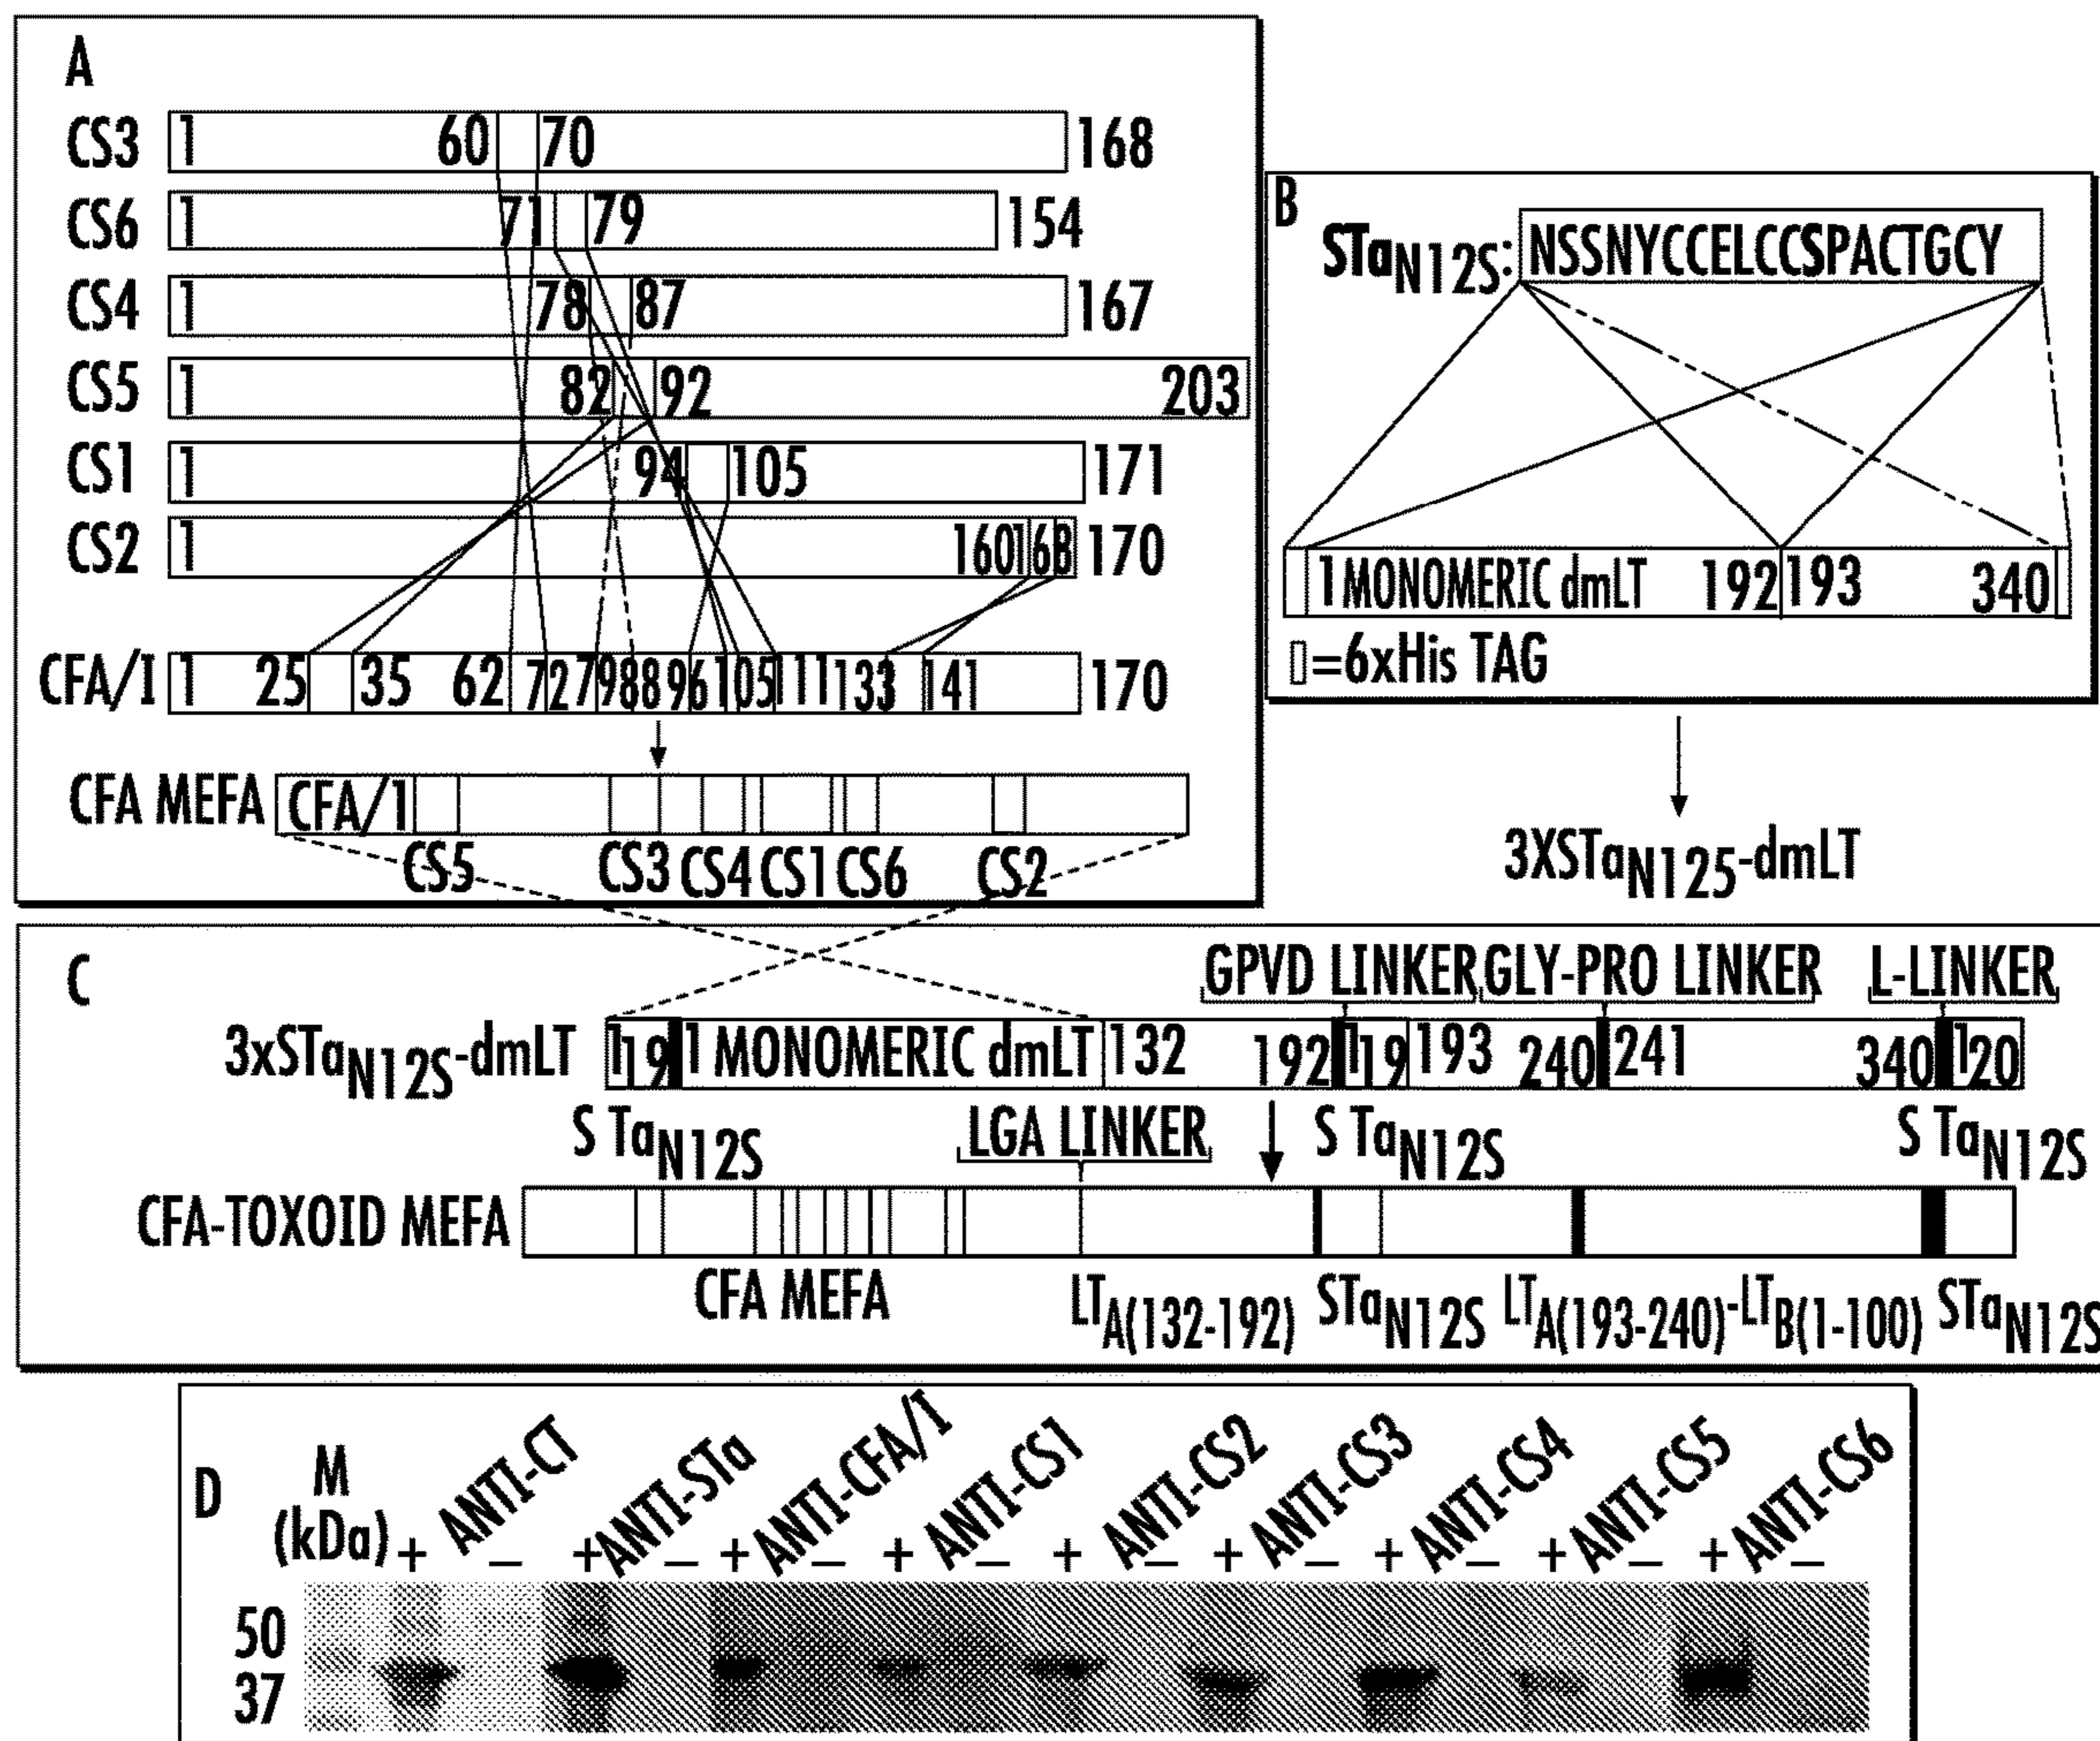 A
CS3 1 60 70 168
CS6 1 71 79 154
CS4 1 78 87 167
CS5 1 82 92 203
CS1 1 94 105 171
CS2 1 160 168 170
CFA/I 1 25 35 62 72 79 88 96 105 111 133 141 170
CFA MEFA CFA/1
CS5 CS3 CS4 CS1 CS6 CS2
B
STaN12S: NSSNYCCELCCSPACTGCY
1 MONOMERIC dmLT 192 193 340
=6xHis TAG
3XSTaN125-dmLT
C
GPVD LINKER GLY-PRO LINKER L-LINKER
3xSTaN12S-dmLT 1 19 1 MONOMERIC dmLT 132 192 1 19 193 240 241 340 120
S TaN12S LGA LINKER S TaN12S S TaN12S
CFA-TOXOID MEFA
CFA MEFA LTA(132-192) STaN12S LTA(193-240)-LTB(1-100) STaN12S
D
M
(kDa)
ANTI-CT ANTI-STa ANTI-CFA/I ANTI-CS1 ANTI-CS2 ANTI-CS3 ANTI-CS4 ANTI-CS5 ANTI-CS6
+ – + – + – + – + – + – + – + – + –
50
37